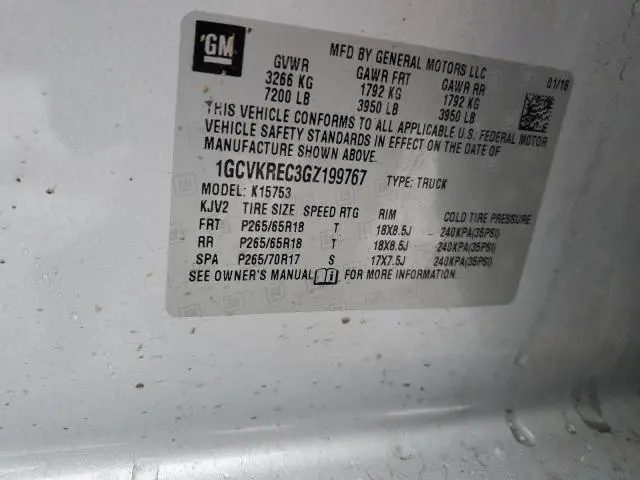 GM
MFD BY GENERAL MOTORS LLC
01/16
GVWR GAWR FRT GAWR RR
3266 KG 1792 KG 1792 KG
7200 LB 3950 LB 3950 LB
THIS VEHICLE CONFORMS TO ALL APPLICABLE U.S. FEDERAL MOTOR
VEHICLE SAFETY STANDARDS IN EFFECT ON THE DATE OF
MANUFACTURE SHOWN ABOVE.
1GCVKREC3GZ199767 TYPE: TRUCK
MODEL: K15753
KJV2 TIRE SIZE SPEED RTG RIM COLD TIRE PRESSURE
FRT P265/65R18 T 18X8.5J 240KPA(35PSI)
RR P265/65R18 T 18X8.5J 240KPA(35PSI)
SPA P265/70R17 S 17X7.5J 240KPA(35PSI)
SEE OWNER'S MANUAL FOR MORE INFORMATION.